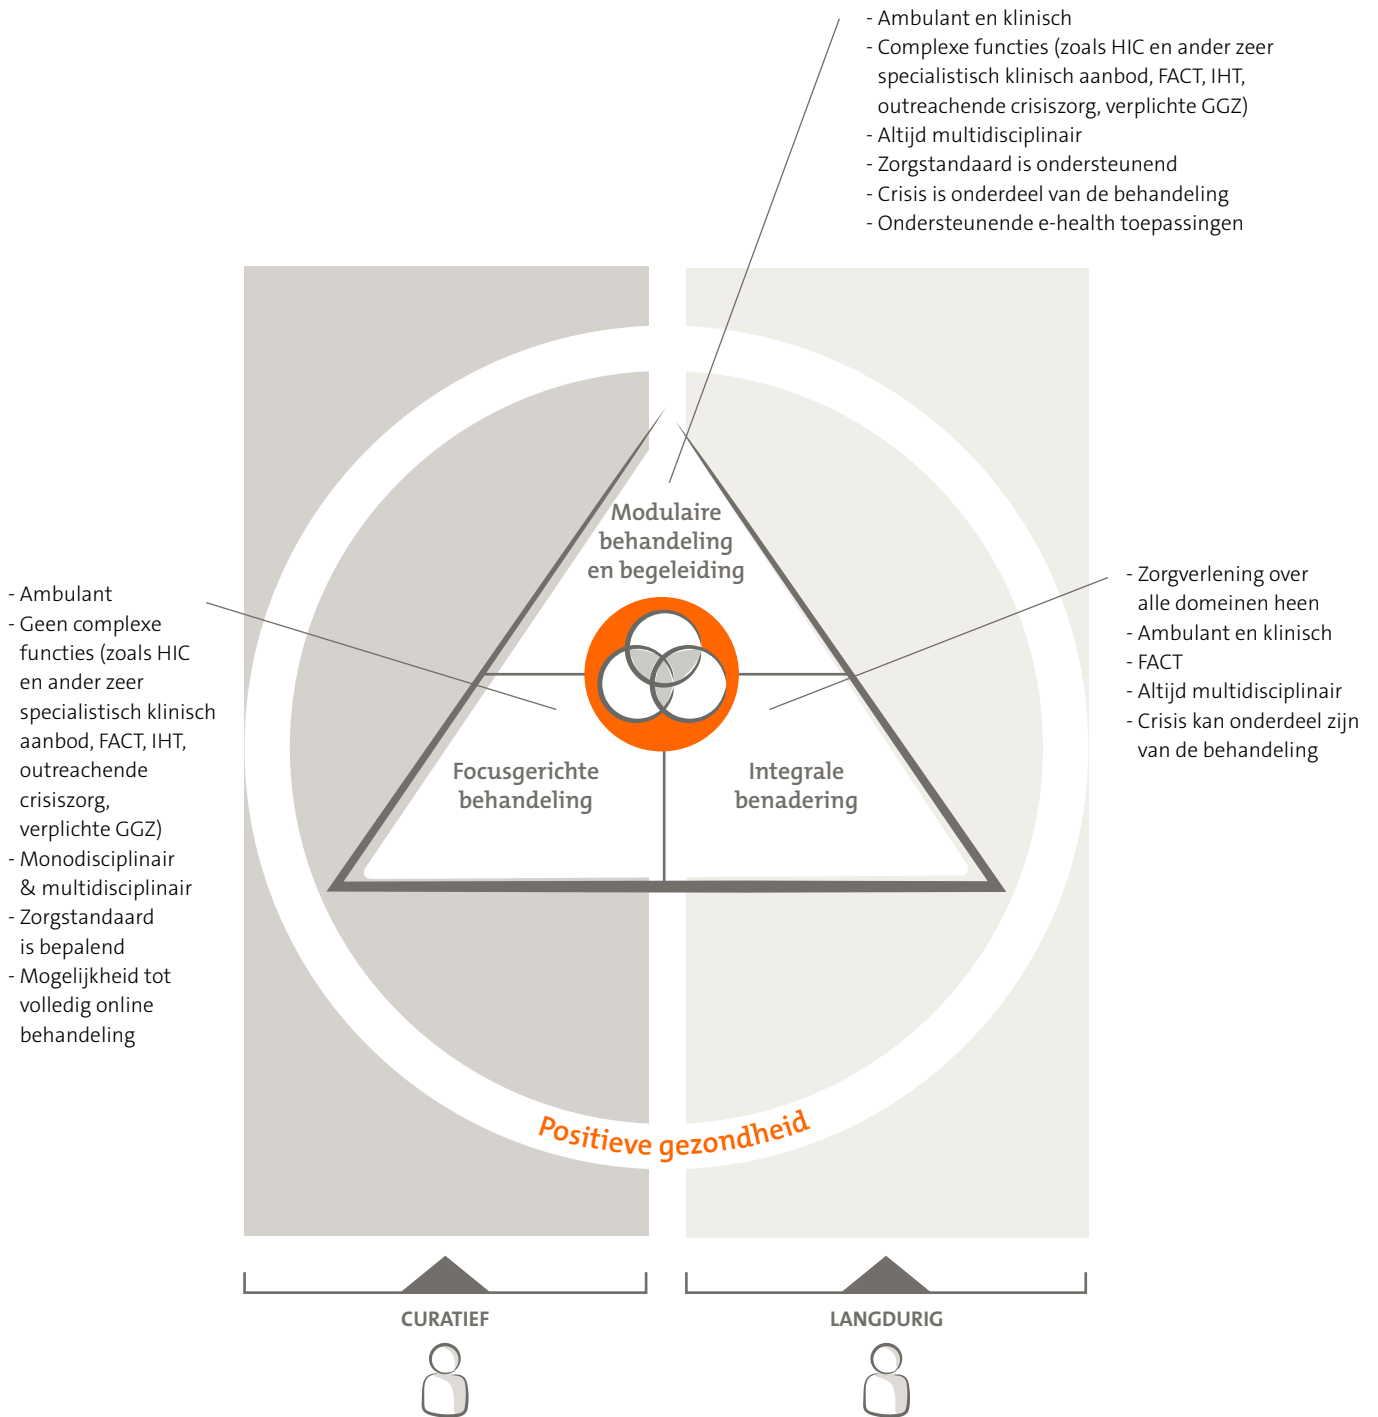 - Ambulant en klinisch
- Complexe functies (zoals HIC en ander zeer
specialistisch klinisch aanbod, FACT, IHT,
outreachende crisiszorg, verplichte GGZ)
- Altijd multidisciplinair
- Zorgstandaard is ondersteunend
- Crisis is onderdeel van de behandeling
- Ondersteunende e-health toepassingen
Modulaire
behandeling
en begeleiding
- Ambulant
- Geen complexe
functies (zoals HIC
en ander zeer
specialistisch klinisch
aanbod, FACT, IHT,
outreachende
crisiszorg,
verplichte GGZ)
- Monodisciplinair
& multidisciplinair
- Zorgstandaard
is bepalend
- Mogelijkheid tot
volledig online
behandeling
Focusgerichte
behandeling
Integrale
benadering
- Zorgverlening over
alle domeinen heen
- Ambulant en klinisch
- FACT
- Altijd multidisciplinair
- Crisis kan onderdeel zijn
van de behandeling
Positieve gezondheid
CURATIEF
LANGDURIG